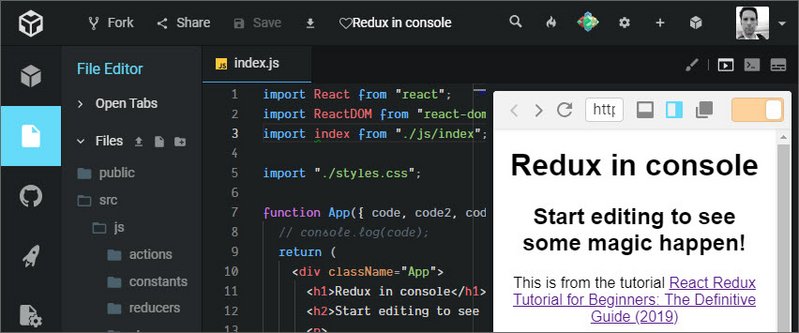 Fork Share Save Redux in console
File Editor
Open Tabs
Files
public
src
js
actions
constants
reducers
JS index.js
1 import React from "react";
2 import ReactDOM from "react-dom
3 import index from "./js/index";
4
5 import "./styles.css";
6
7 function App({ code, code2, cod
8 // console.log(code);
9 return (
10 <div className="App">
11 <h1>Redux in console</h1>
12 <h2>Start editing to see
13 <p>
http
Redux in console
Start editing to see
some magic happen!
This is from the tutorial React Redux
Tutorial for Beginners: The Definitive
Guide (2019)